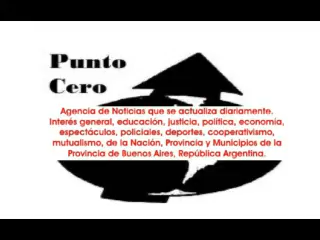 Punto
Cero
Agencia de Noticias que se actualiza diariamente.
Interés general, educación, justicia, política, economía,
espectáculos, policiales, deportes, cooperativismo,
mutualismo, de la Nación, Provincia y Municipios de la
Provincia de Buenos Aires, República Argentina.